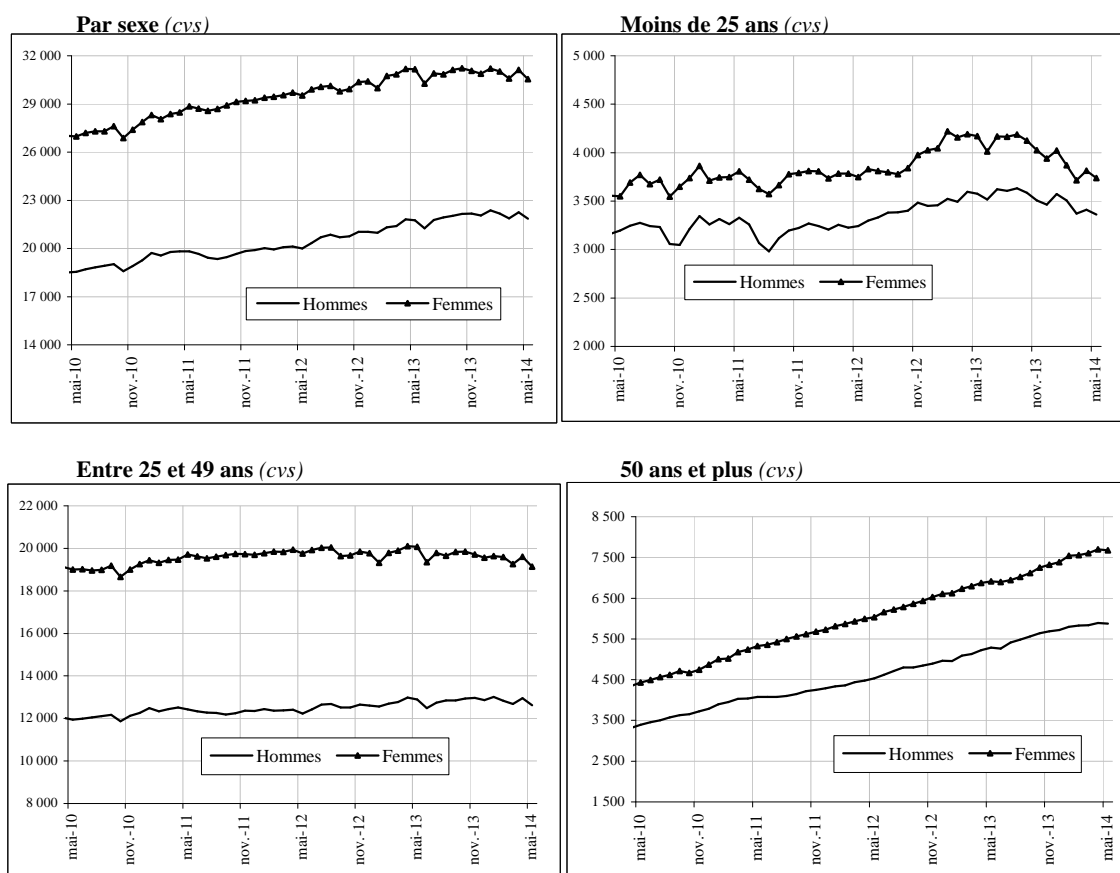 Par sexe (cvs)
32 000
29 000
26 000
23 000
20 000
17 000
14 000
Hommes
Femmes
mai-10
nov.-10
mai-11
nov.-11
mai-12
nov.-12
mai-13
nov.-13
mai-14
Moins de 25 ans (cvs)
5 000
4 500
4 000
3 500
3 000
2 500
2 000
Hommes
Femmes
mai-10
nov.-10
mai-11
nov.-11
mai-12
nov.-12
mai-13
nov.-13
mai-14
Entre 25 et 49 ans (cvs)
22 000
20 000
18 000
16 000
14 000
12 000
10 000
8 000
Hommes
Femmes
mai-10
nov.-10
mai-11
nov.-11
mai-12
nov.-12
mai-13
nov.-13
mai-14
50 ans et plus (cvs)
8 500
7 500
6 500
5 500
4 500
3 500
2 500
1 500
Hommes
Femmes
mai-10
nov.-10
mai-11
nov.-11
mai-12
nov.-12
mai-13
nov.-13
mai-14